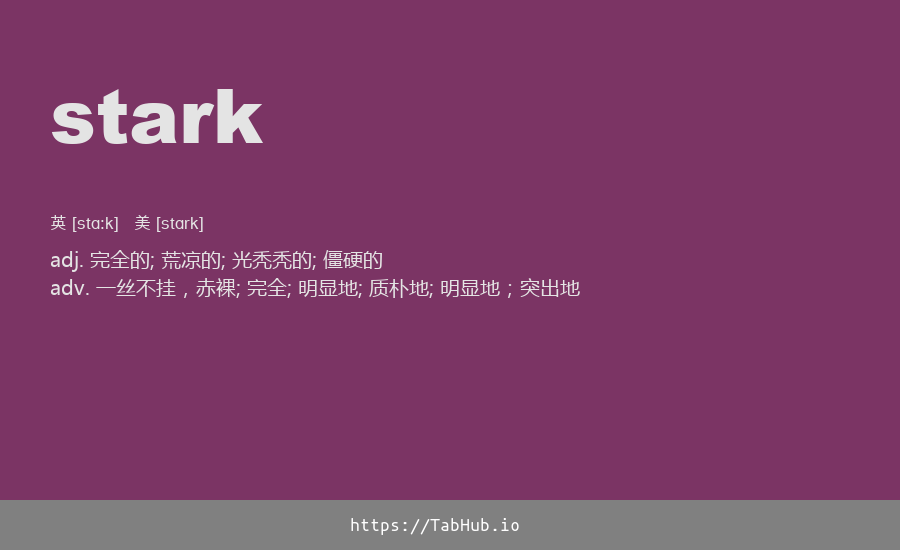 stark
英 [stɑːk] 美 [stɑrk]
adj. 完全的; 荒凉的; 光秃秃的; 僵硬的
adv. 一丝不挂，赤裸; 完全; 明显地; 质朴地; 明显地；突出地
https://TabHub.io